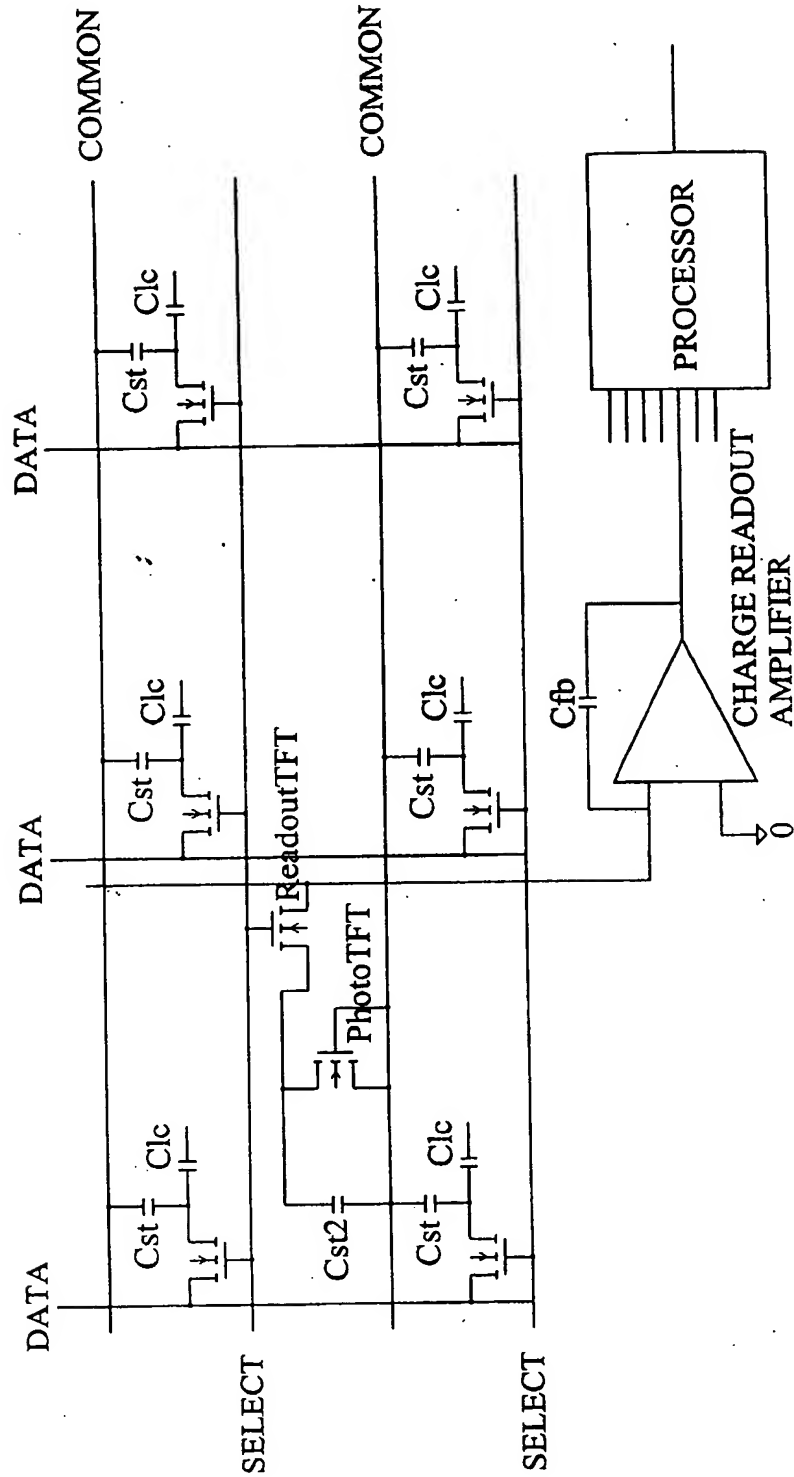 DATA
DATA
DATA
COMMON
Cst
Clc
Cst
Clc
Cst
Clc
SELECT
ReadoutTFT
PhotoTFT
Cst2
COMMON
Cst
Clc
Cst
Clc
Cst
Clc
SELECT
Cfb
0
CHARGE READOUT
AMPLIFIER
PROCESSOR